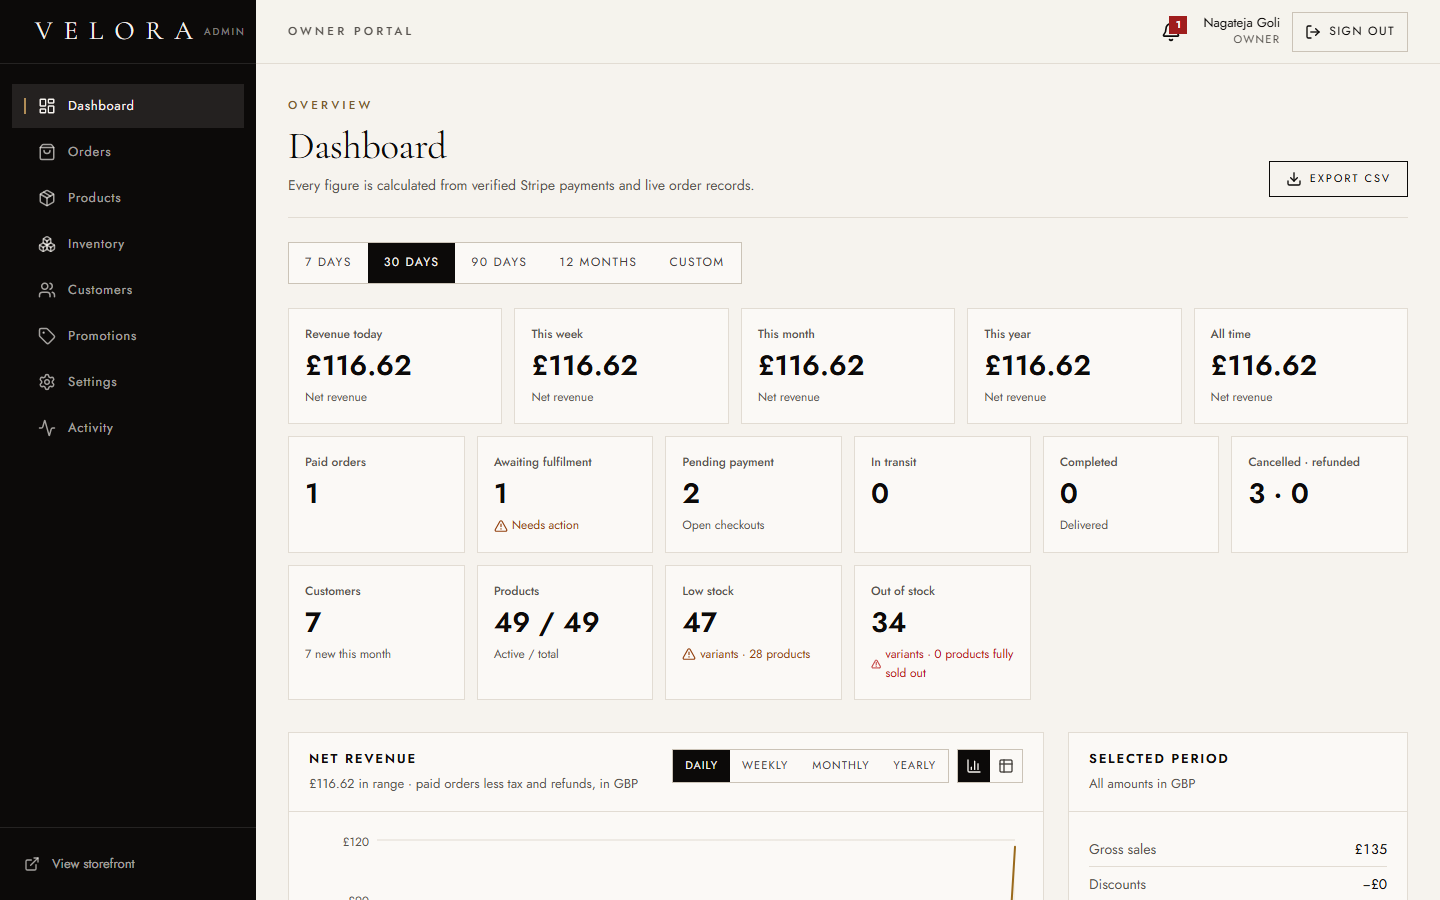 VELORA ADMIN
OWNER PORTAL
1
Nagateja Goli
OWNER
SIGN OUT
Dashboard
Orders
Products
Inventory
Customers
Promotions
Settings
Activity
View storefront
OVERVIEW
Dashboard
Every figure is calculated from verified Stripe payments and live order records.
EXPORT CSV
7 DAYS 30 DAYS 90 DAYS 12 MONTHS CUSTOM
Revenue today
£116.62
Net revenue
This week
£116.62
Net revenue
This month
£116.62
Net revenue
This year
£116.62
Net revenue
All time
£116.62
Net revenue
Paid orders
1
Awaiting fulfilment
1
Needs action
Pending payment
2
Open checkouts
In transit
0
Completed
0
Delivered
Cancelled · refunded
3 · 0
Customers
7
7 new this month
Products
49 / 49
Active / total
Low stock
47
variants · 28 products
Out of stock
34
variants · 0 products fully
sold out
NET REVENUE
£116.62 in range · paid orders less tax and refunds, in GBP
DAILY WEEKLY MONTHLY YEARLY
£120
SELECTED PERIOD
All amounts in GBP
Gross sales £135
Discounts −£0